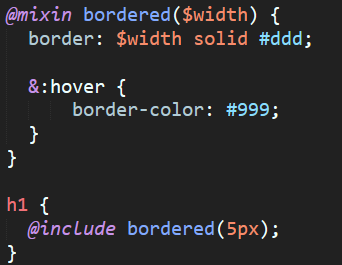 @mixin bordered($width) {
  border: $width solid #ddd;

  &:hover {
      border-color: #999;
  }
}

h1 {
  @include bordered(5px);
}